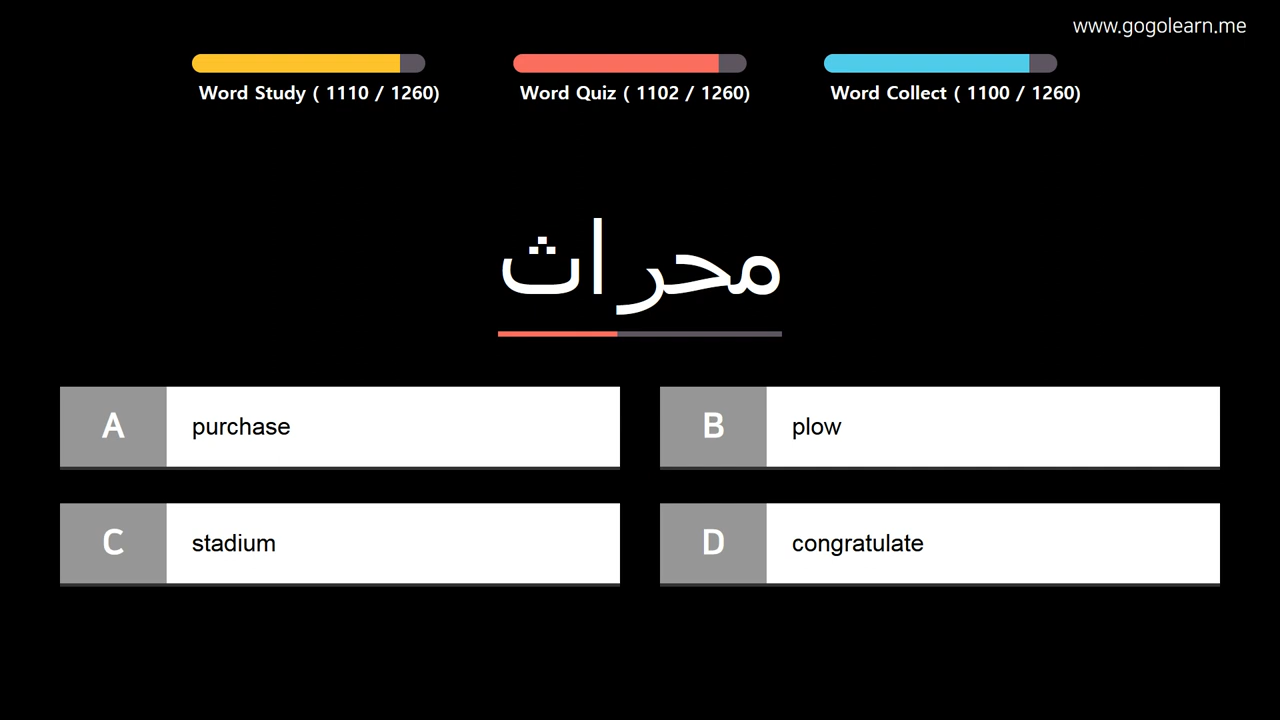 www.gogolearn.me
Word Study ( 1110 / 1260)
Word Quiz ( 1102 / 1260)
Word Collect ( 1100 / 1260)
محراث
A purchase
B plow
C stadium
D congratulate